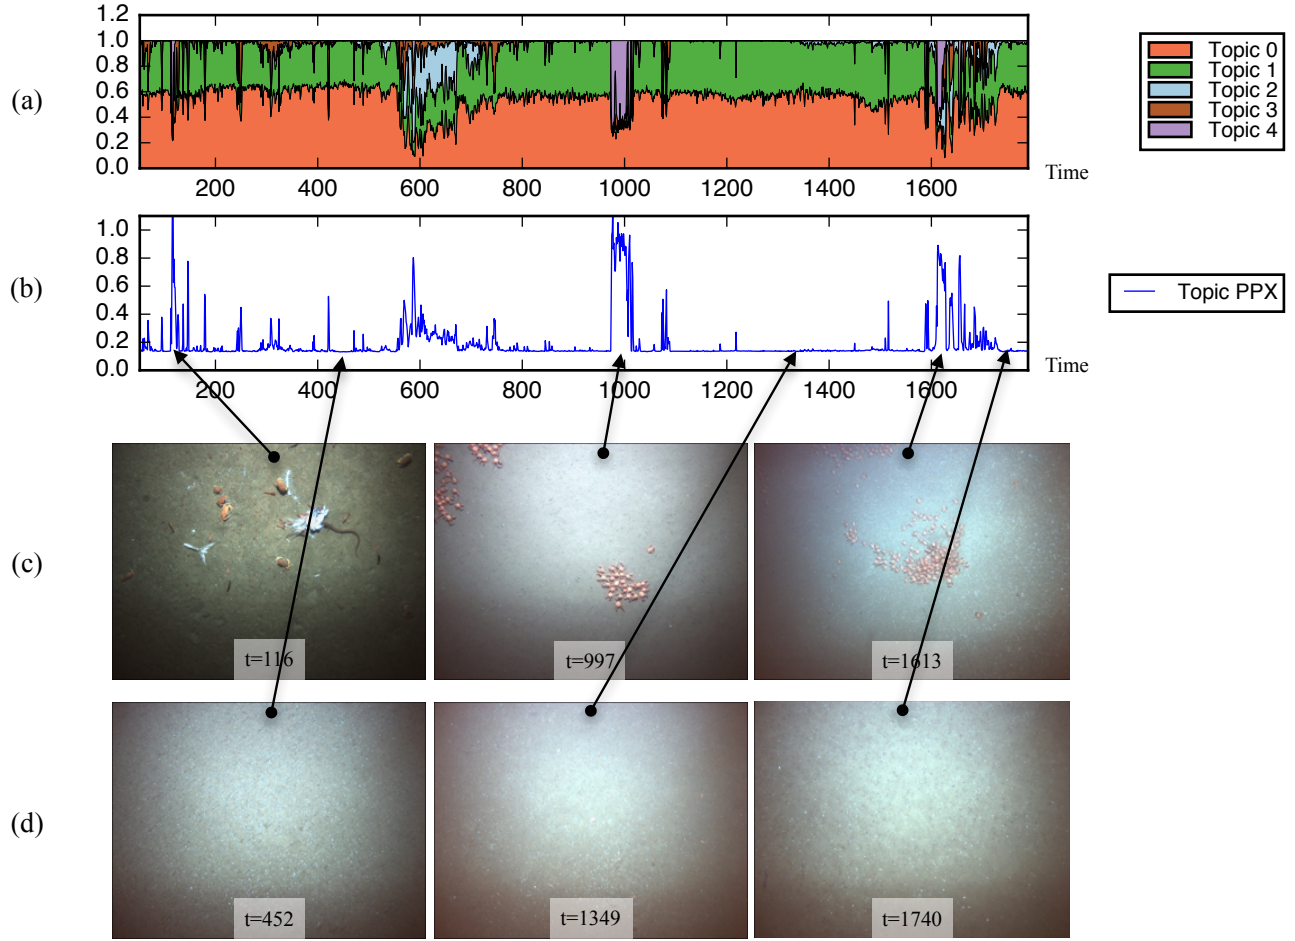 (a)
1.2
1.0
0.8
0.6
0.4
0.2
0.0
200 400 600 800 1000 1200 1400 1600
Time
Topic 0
Topic 1
Topic 2
Topic 3
Topic 4
(b)
1.0
0.8
0.6
0.4
0.2
0.0
200 400 600 800 1000 1200 1400 1600
Time
Topic PPX
(c)
t=116
t=997
t=1613
(d)
t=452
t=1349
t=1740